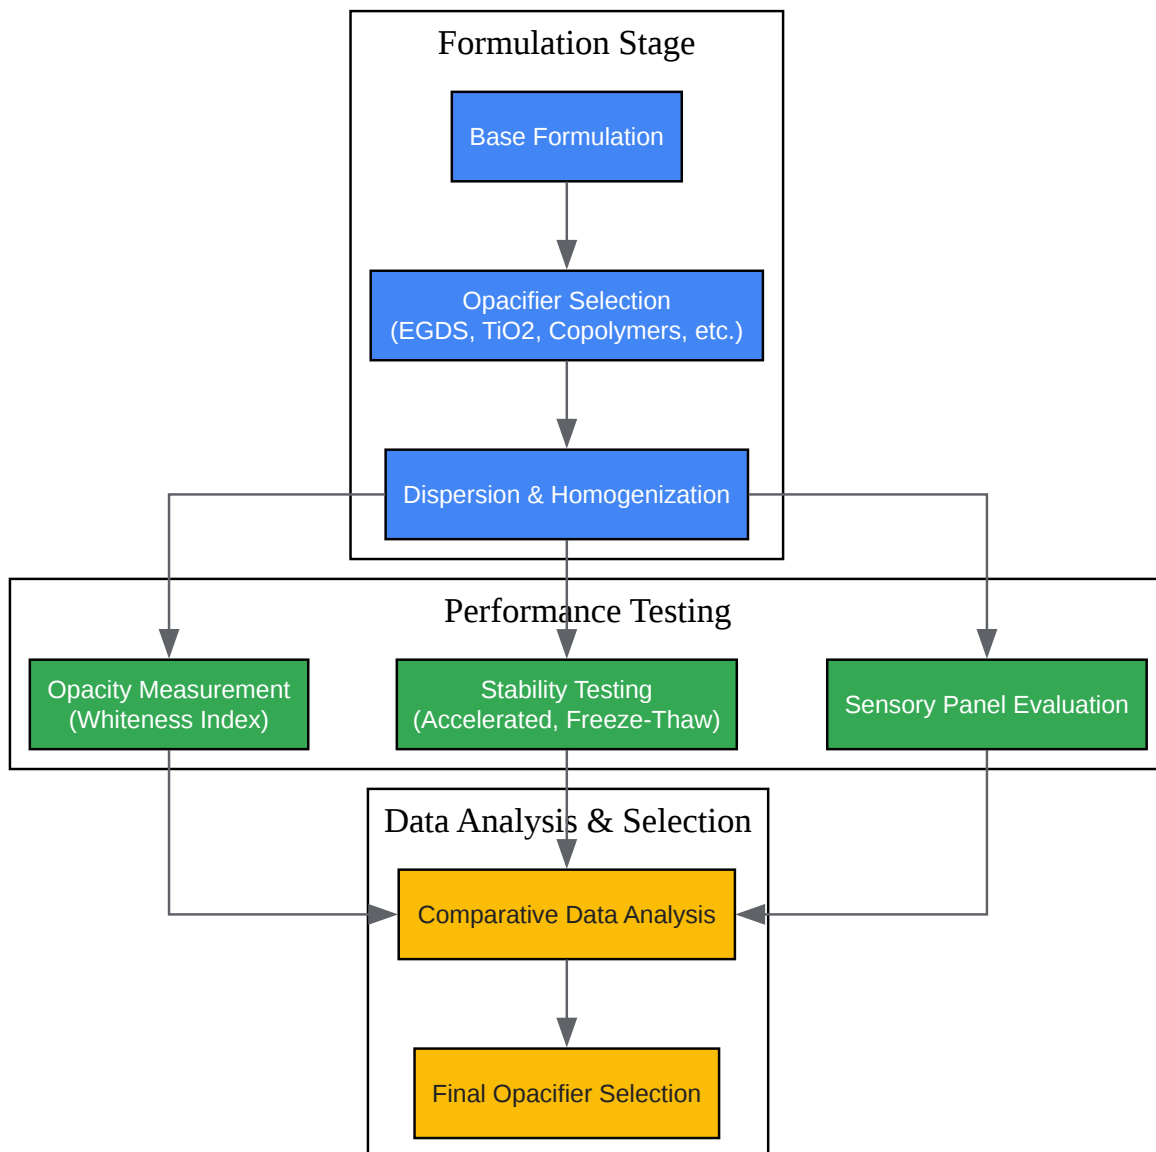 Formulation Stage
Base Formulation
Opacifier Selection
(EGDS, TiO2, Copolymers, etc.)
Dispersion & Homogenization
Performance Testing
Opacity Measurement
(Whiteness Index)
Stability Testing
(Accelerated, Freeze-Thaw)
Sensory Panel Evaluation
Data Analysis & Selection
Comparative Data Analysis
Final Opacifier Selection